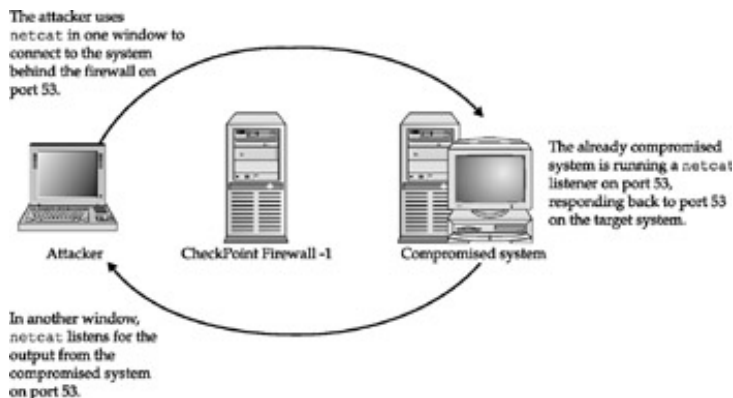 The attacker uses
netcat in one window to
connect to the system
behind the firewall on
port 53.
The already compromised
system is running a netcat
listener on port 53,
responding back to port 53
on the target system.
Attacker
CheckPoint Firewall -1
Compromised system
In another window,
netcat listens for the
output from the
compromised system
on port 53.